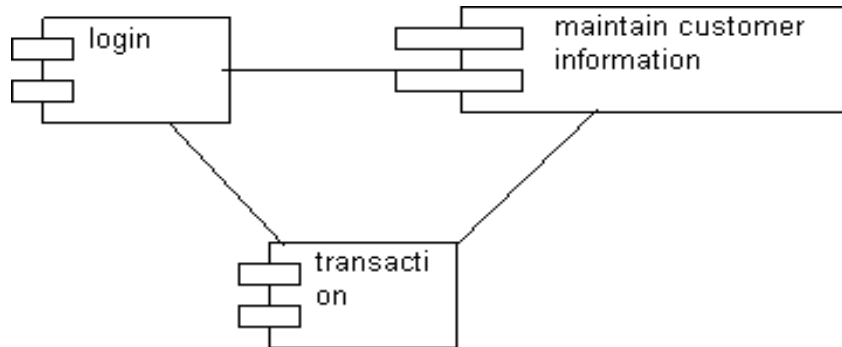 login
maintain customer
information
transacti
on